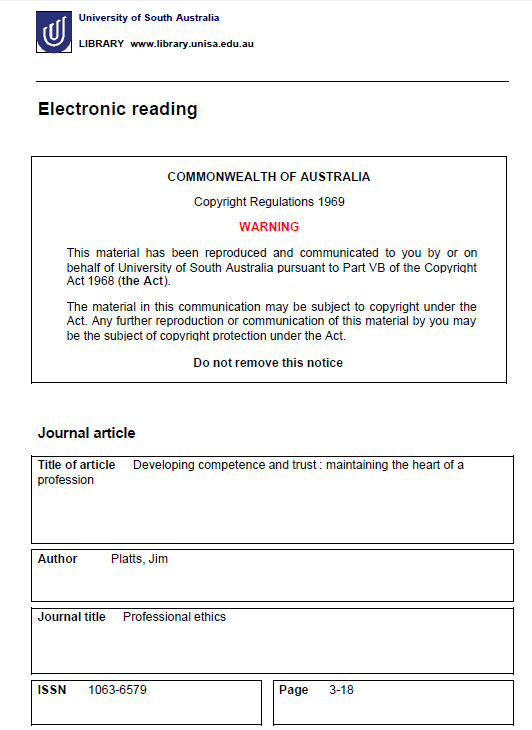 University of South Australia
LIBRARY www.library.unisa.edu.au
Electronic reading
COMMONWEALTH OF AUSTRALIA
Copyright Regulations 1969
WARNING
This material has been reproduced and communicated to you by or on
behalf of University of South Australia pursuant to Part VB of the Copyright
Act 1968 (the Act).
The material in this communication may be subject to copyright under the
Act. Any further reproduction or communication of this material by you may
be the subject of copyright protection under the Act.
Do not remove this notice
Journal article
Title of article Developing competence and trust : maintaining the heart of a
profession
Author Platts, Jim
Journal title Professional ethics
ISSN 1063-6579
Page 3-18